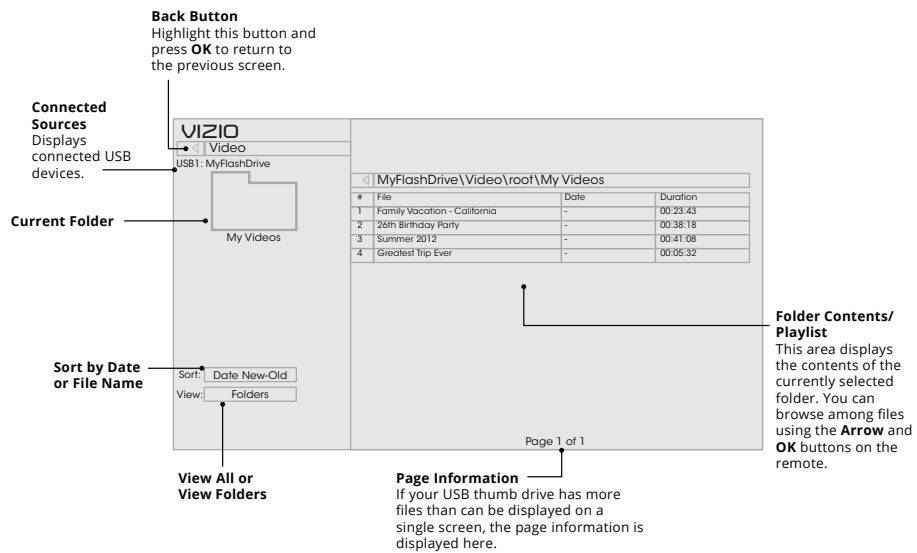 Back Button
Highlight this button and
press OK to return to
the previous screen.
Connected
Sources
Displays
connected USB
devices.
Current Folder
Sort by Date
or File Name
VIZIO
Video
USB1: MyFlashDrive
My Videos
Sort: Date New-Old
View: Folders
MyFlashDrive\Video\root\My Videos
# File Date Duration
1 Family Vacation - California - 00:23:43
2 26th Birthday Party - 00:38:18
3 Summer 2012 - 00:41:08
4 Greatest Trip Ever - 00:05:32
Page 1 of 1
Folder Contents/
Playlist
This area displays
the contents of the
currently selected
folder. You can
browse among files
using the Arrow and
OK buttons on the
remote.
View All or
View Folders
Page Information
If your USB thumb drive has more
files than can be displayed on a
single screen, the page information is
displayed here.